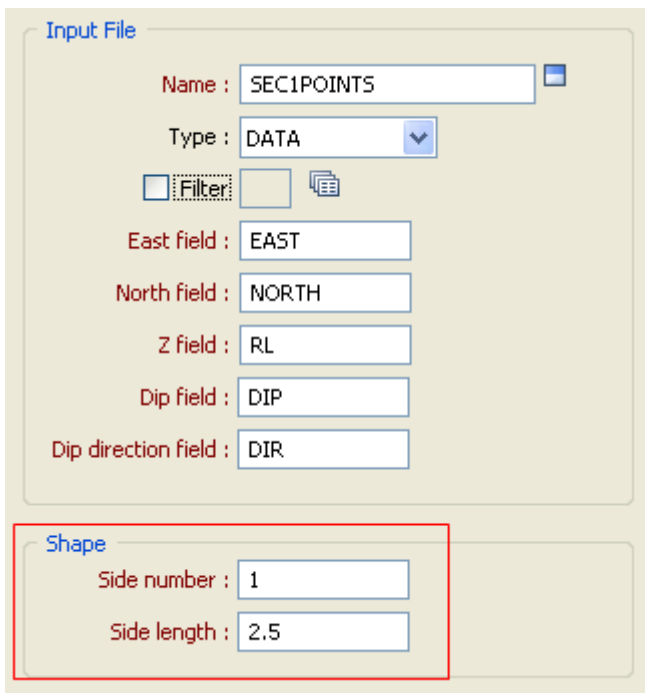 Input File
Name : SEC1POINTS
Type : DATA
Filter
East field : EAST
North field : NORTH
Z field : RL
Dip field : DIP
Dip direction field : DIR
Shape
Side number : 1
Side length : 2.5